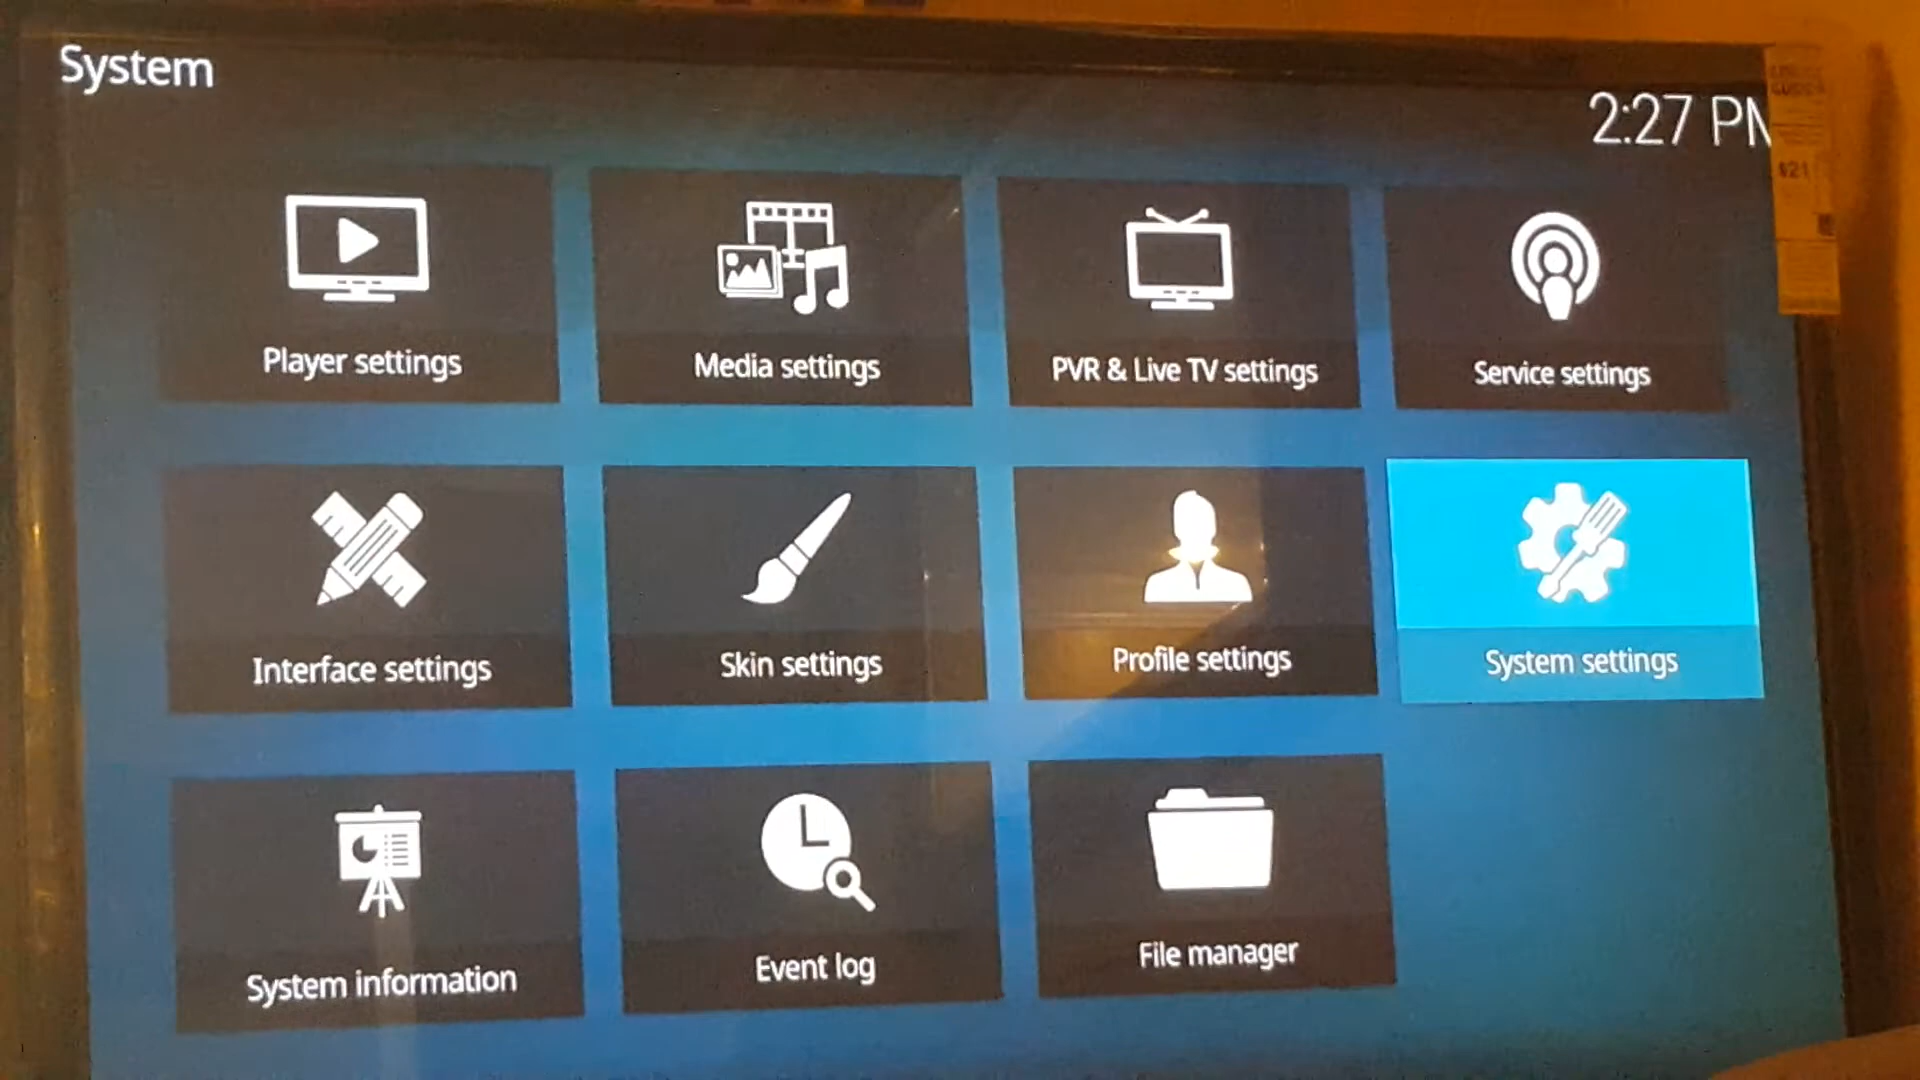 System
2:27 PM
$21
Player settings
Media settings
PVR & Live TV settings
Service settings
Interface settings
Skin settings
Profile settings
System settings
System information
Event log
File manager